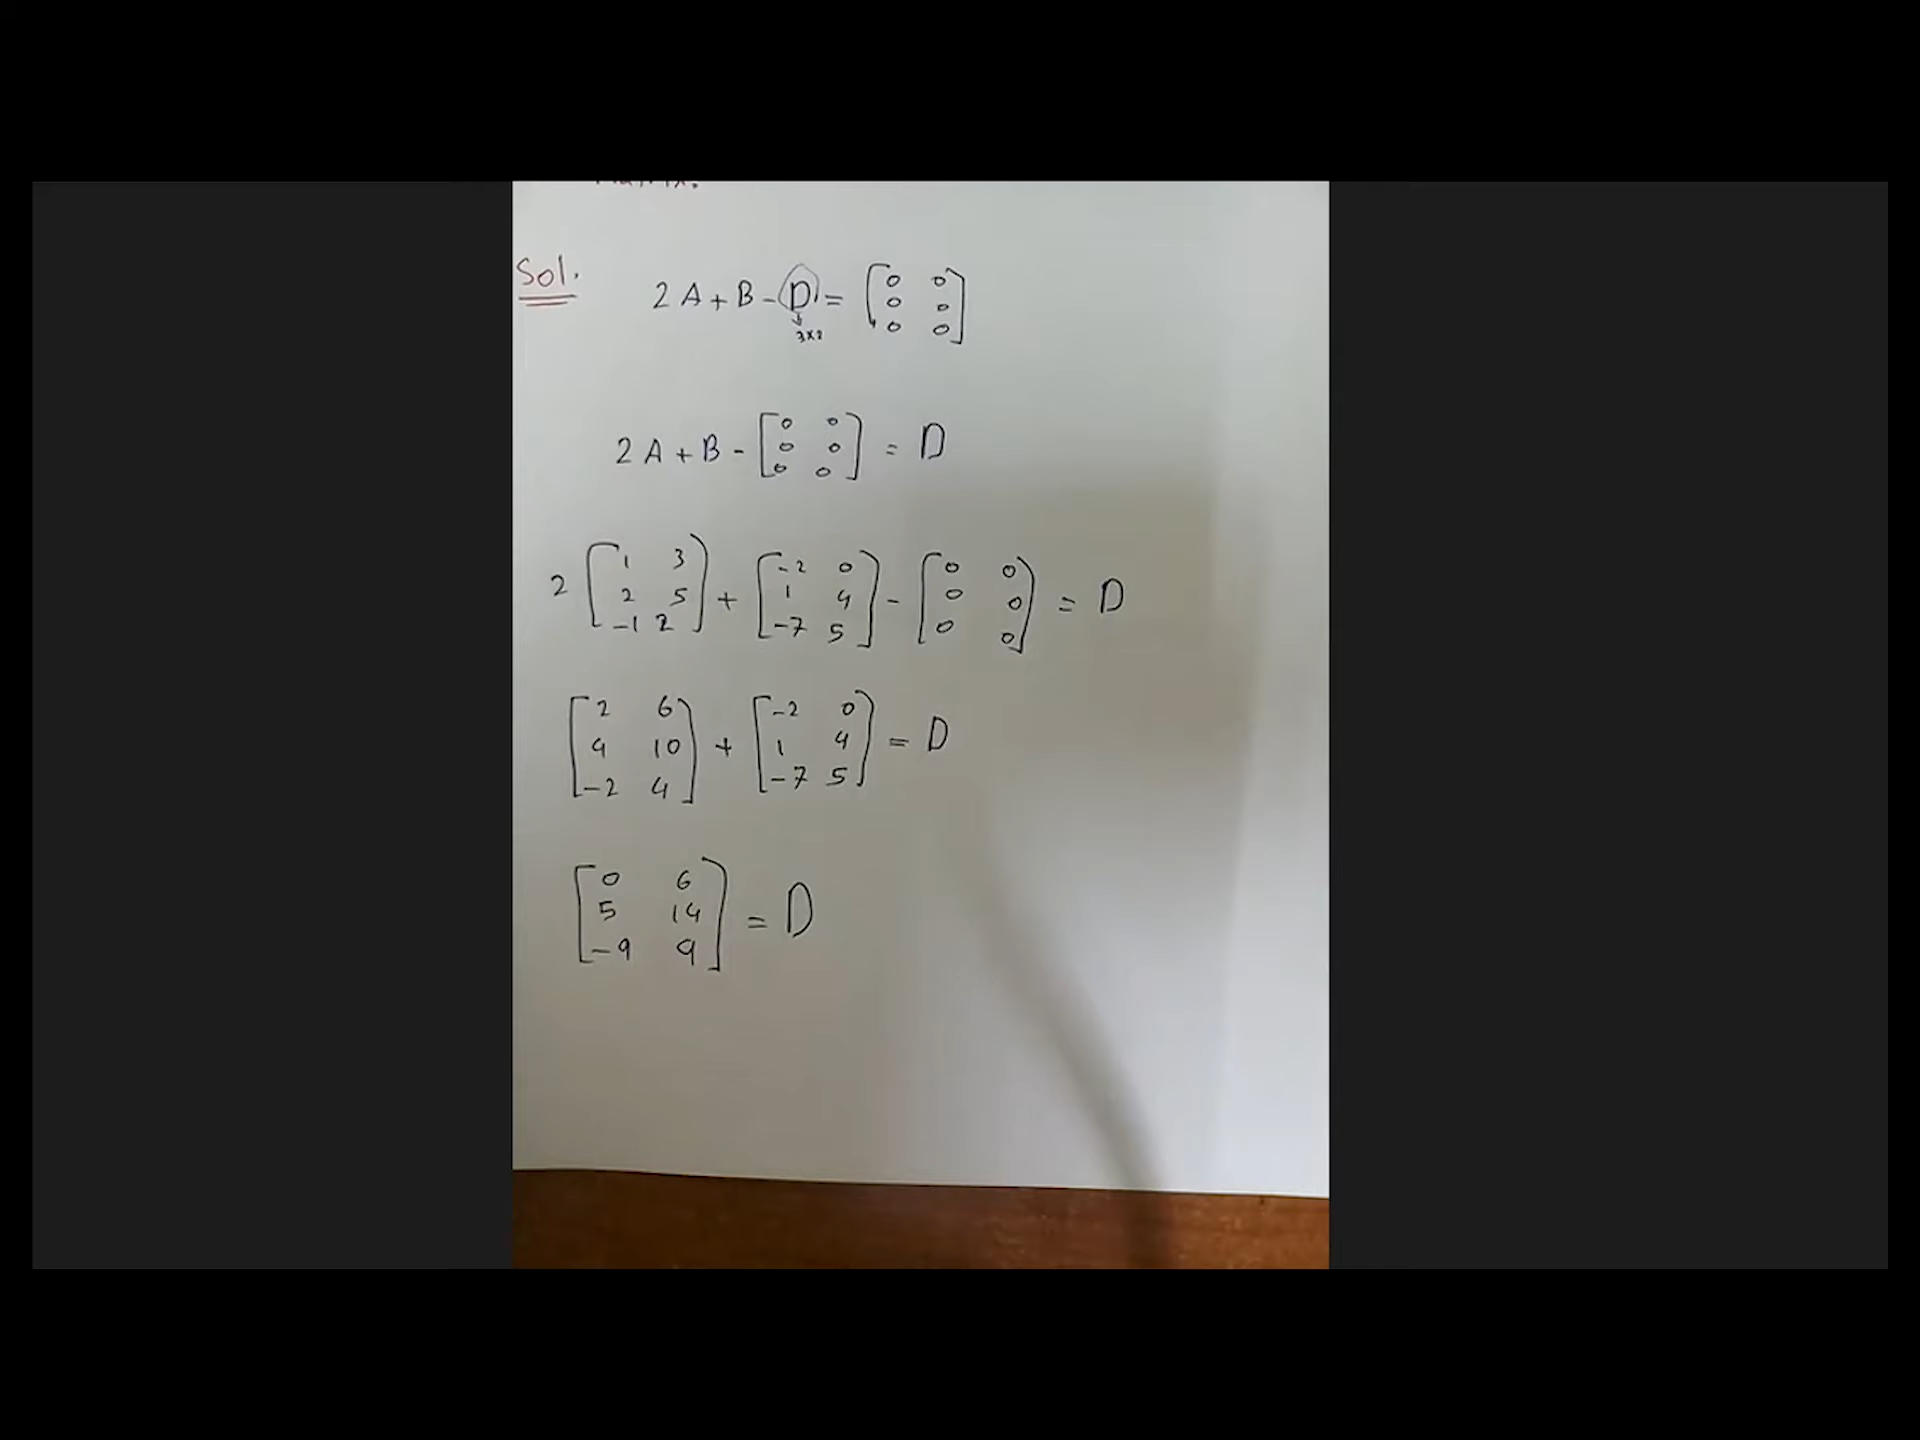 Matrix.
Sol. 2A + B - D = [0 0
0 0
0 0]
3x2
2A + B - [0 0
0 0
0 0] = D
2 [1 3
2 5
-1 2] + [-2 0
1 4
-7 5] - [0 0
0 0
0 0] = D
[2 6
4 10
-2 4] + [-2 0
1 4
-7 5] = D
[0 6
5 14
-9 9] = D